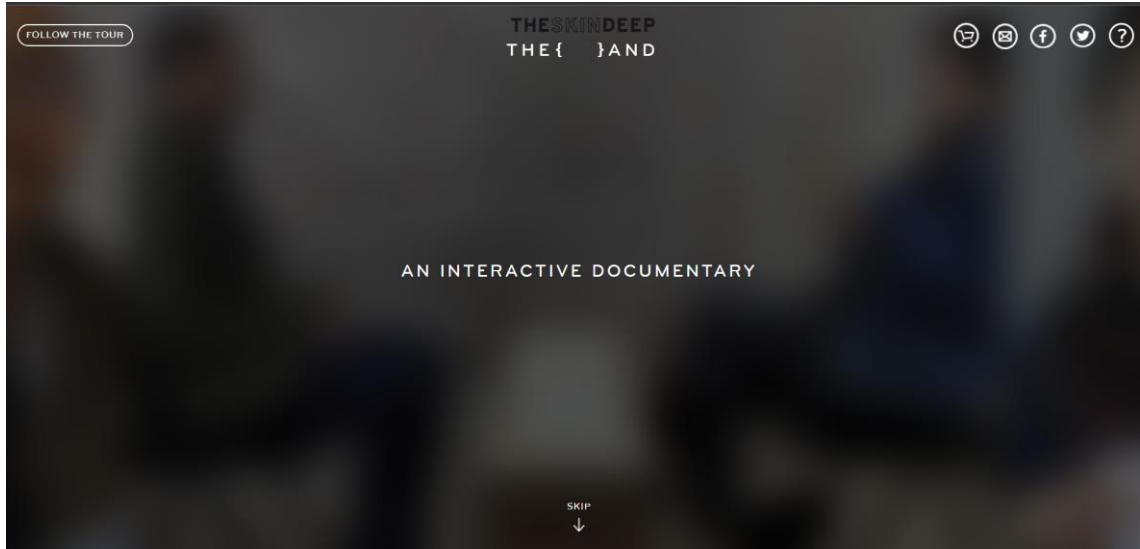 FOLLOW THE TOUR
THESKINDEEP
THE{ }AND
AN INTERACTIVE DOCUMENTARY
SKIP